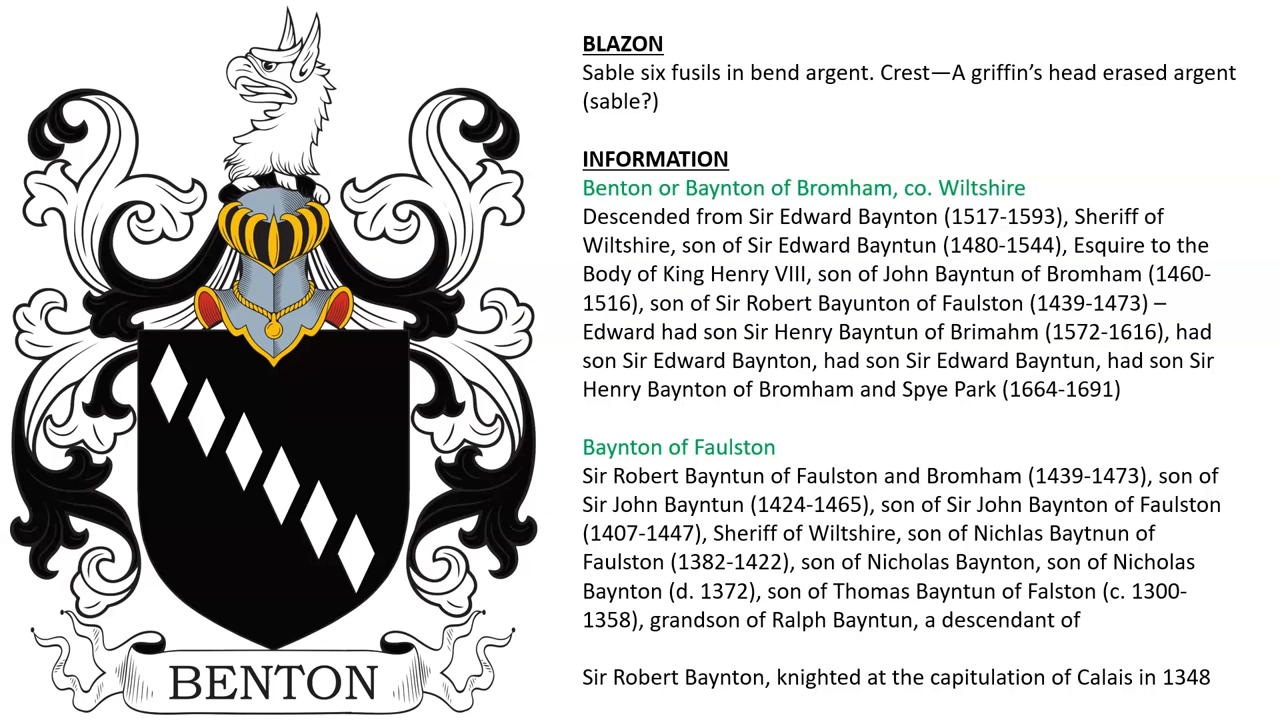 BLAZON
Sable six fusils in bend argent. Crest—A griffin’s head erased argent
(sable?)
INFORMATION
Benton or Baynton of Bromham, co. Wiltshire
Descended from Sir Edward Baynton (1517-1593), Sheriff of
Wiltshire, son of Sir Edward Bayntun (1480-1544), Esquire to the
Body of King Henry VIII, son of John Bayntun of Bromham (1460-
1516), son of Sir Robert Bayunton of Faulston (1439-1473) –
Edward had son Sir Henry Bayntun of Brimahm (1572-1616), had
son Sir Edward Baynton, had son Sir Edward Bayntun, had son Sir
Henry Baynton of Bromham and Spye Park (1664-1691)
Baynton of Faulston
Sir Robert Bayntun of Faulston and Bromham (1439-1473), son of
Sir John Bayntun (1424-1465), son of Sir John Baynton of Faulston
(1407-1447), Sheriff of Wiltshire, son of Nichlas Baytnun of
Faulston (1382-1422), son of Nicholas Baynton, son of Nicholas
Baynton (d. 1372), son of Thomas Bayntun of Falston (c. 1300-
1358), grandson of Ralph Bayntun, a descendant of
Sir Robert Baynton, knighted at the capitulation of Calais in 1348
BENTON